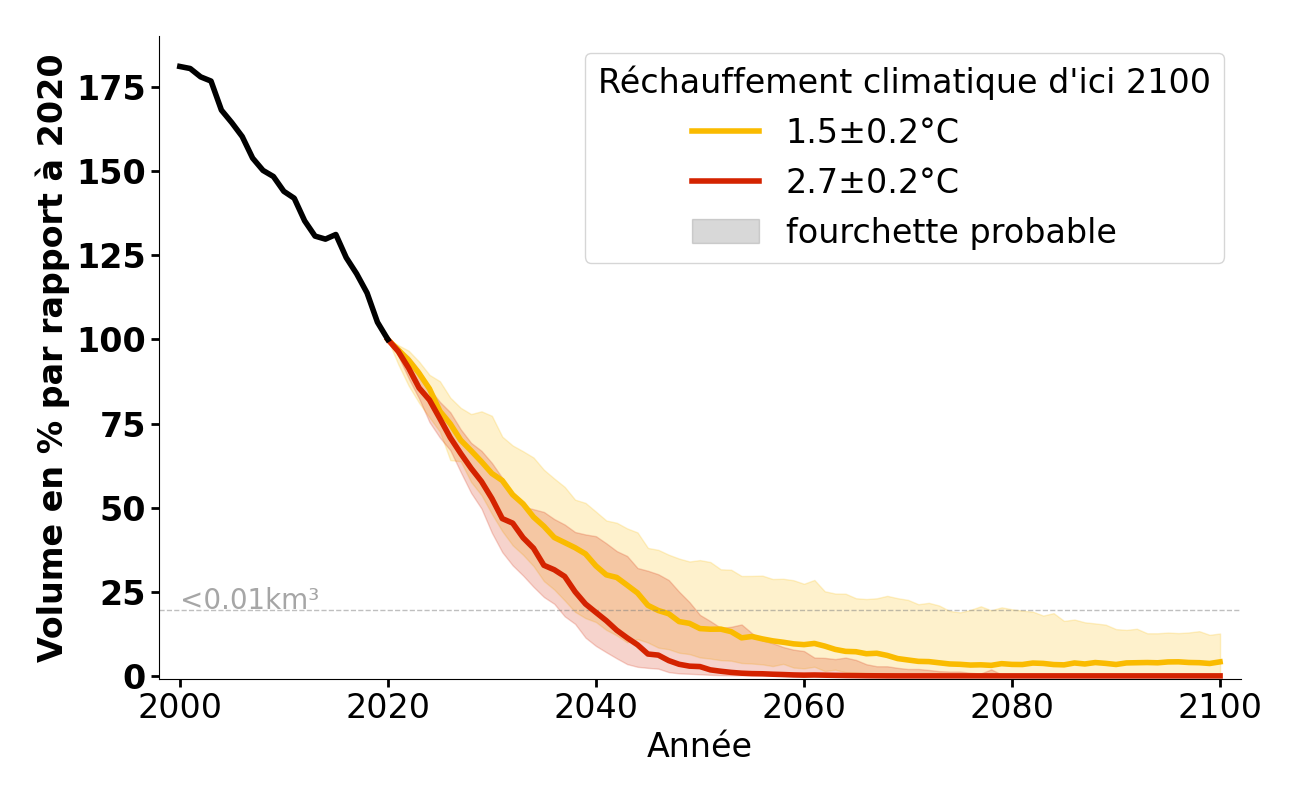 Réchauffement climatique d'ici 2100
1.5±0.2°C
2.7±0.2°C
fourchette probable
Volume en % par rapport à 2020
175
150
125
100
75
50
25
0
<0.01km³
2000 2020 2040 2060 2080 2100
Année